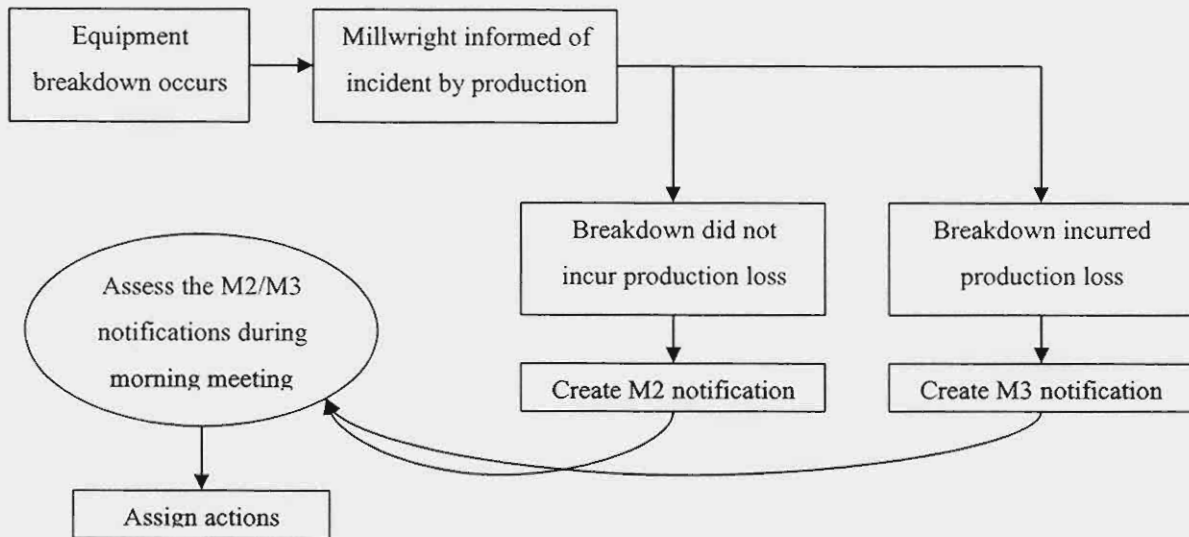 Equipment
breakdown occurs
Millwright informed of
incident by production
Breakdown did not
incur production loss
Breakdown incurred
production loss
Assess the M2/M3
notifications during
morning meeting
Create M2 notification
Create M3 notification
Assign actions